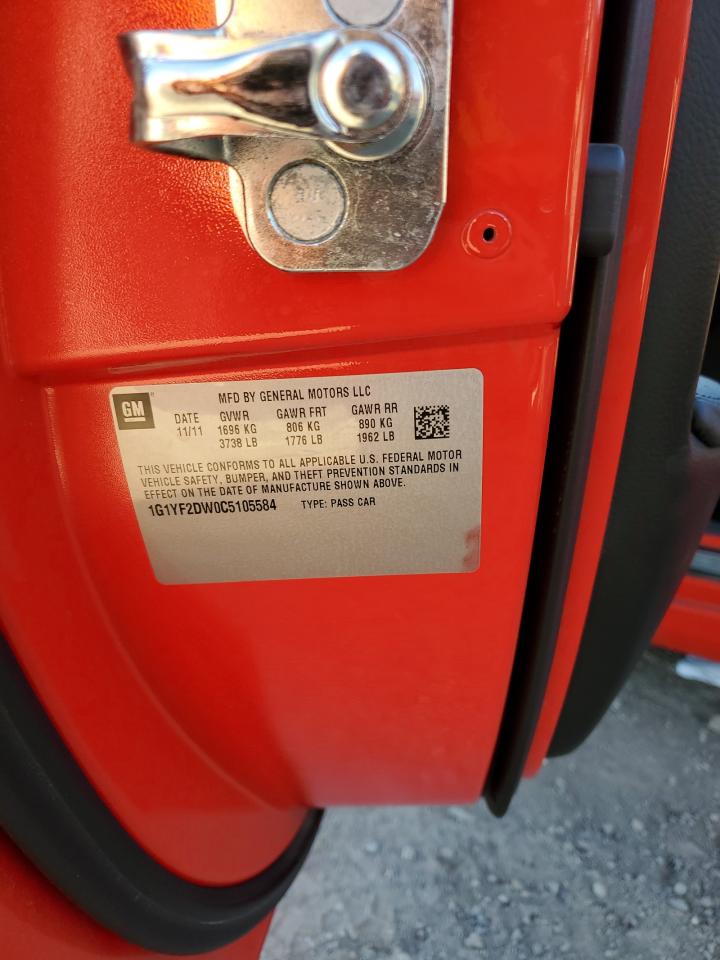 GM
MFD BY GENERAL MOTORS LLC
DATE GVWR GAWR FRT GAWR RR
11/11 1696 KG 806 KG 890 KG
3738 LB 1776 LB 1962 LB
THIS VEHICLE CONFORMS TO ALL APPLICABLE U.S. FEDERAL MOTOR
VEHICLE SAFETY, BUMPER, AND THEFT PREVENTION STANDARDS IN
EFFECT ON THE DATE OF MANUFACTURE SHOWN ABOVE.
1G1YF2DW0C5105584 TYPE: PASS CAR